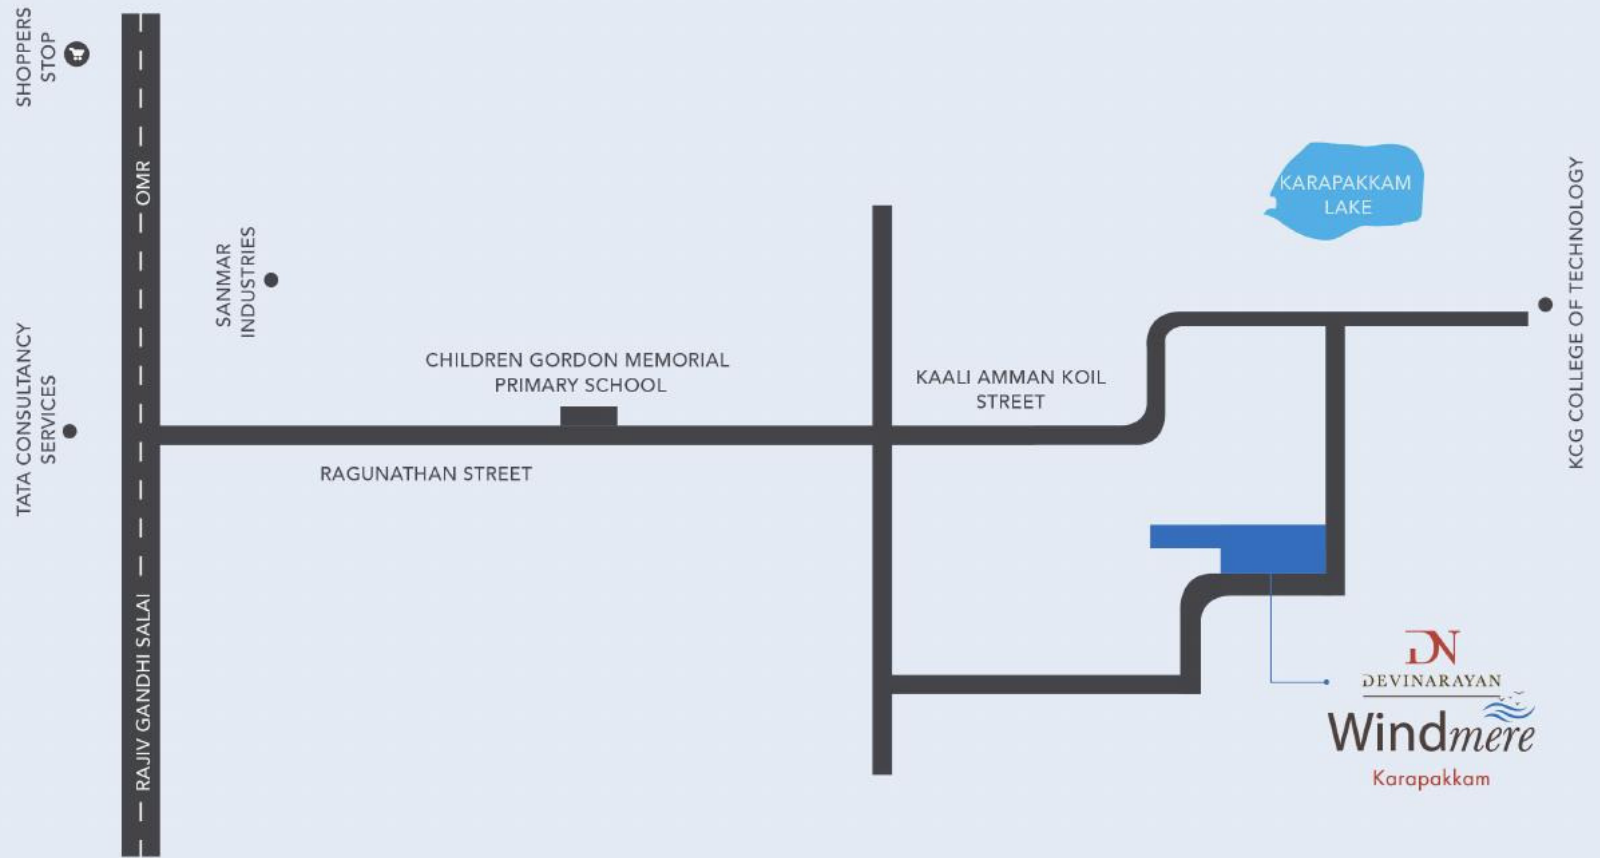 SHOPPERS
STOP
OMR
SANMAR
INDUSTRIES
TATA CONSULTANCY
SERVICES
CHILDREN GORDON MEMORIAL
PRIMARY SCHOOL
RAGUNATHAN STREET
KAALI AMMAN KOIL
STREET
KARAPAKKAM
LAKE
KCG COLLEGE OF TECHNOLOGY
RAJIV GANDHI SALAI
DN
DEVINARAYAN
Windmere
Karapakkam